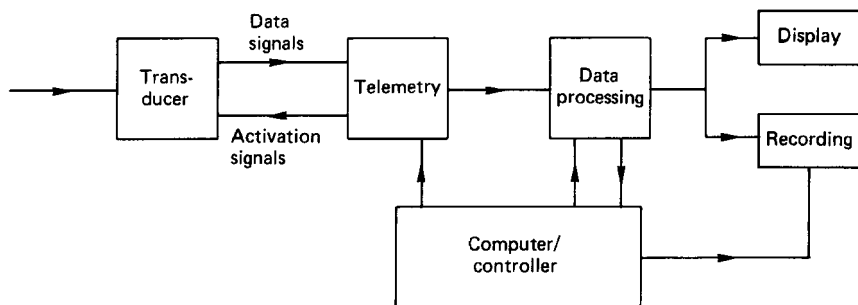 Data
signals
Trans-
ducer
Activation
signals
Telemetry
Data
processing
Display
Recording
Computer/
controller